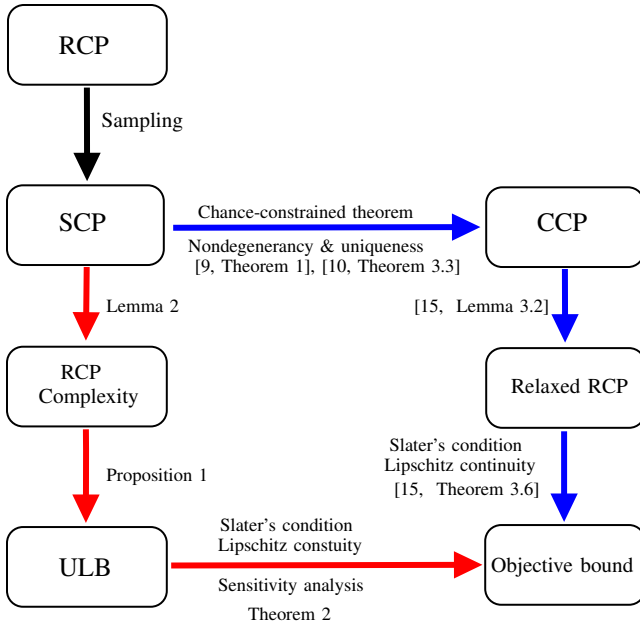 RCP
Sampling
SCP
Chance-constrained theorem
Nondegenerancy & uniqueness
[9, Theorem 1], [10, Theorem 3.3]
CCP
Lemma 2
[15, Lemma 3.2]
RCP
Complexity
Relaxed RCP
Proposition 1
Slater's condition
Lipschitz continuity
[15, Theorem 3.6]
ULB
Slater's condition
Lipschitz constuity
Sensitivity analysis
Theorem 2
Objective bound